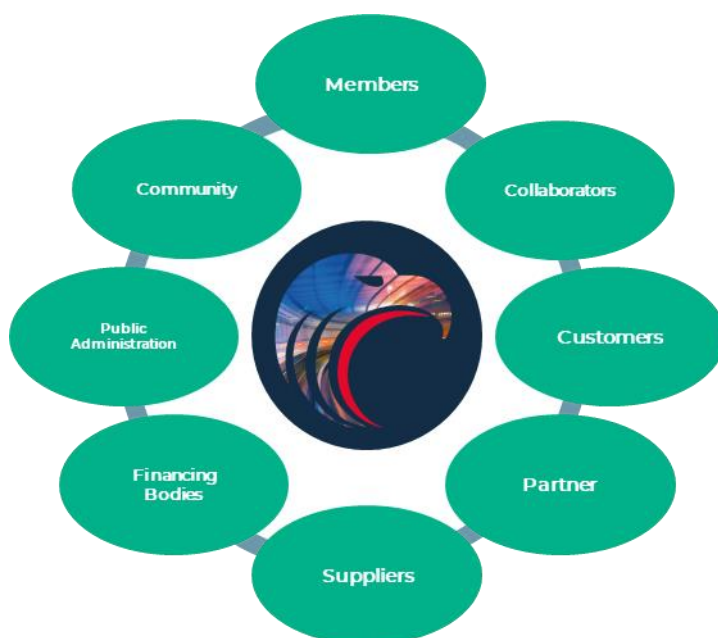 Members
Collaborators
Customers
Partner
Suppliers
Financing
Bodies
Public
Administration
Community